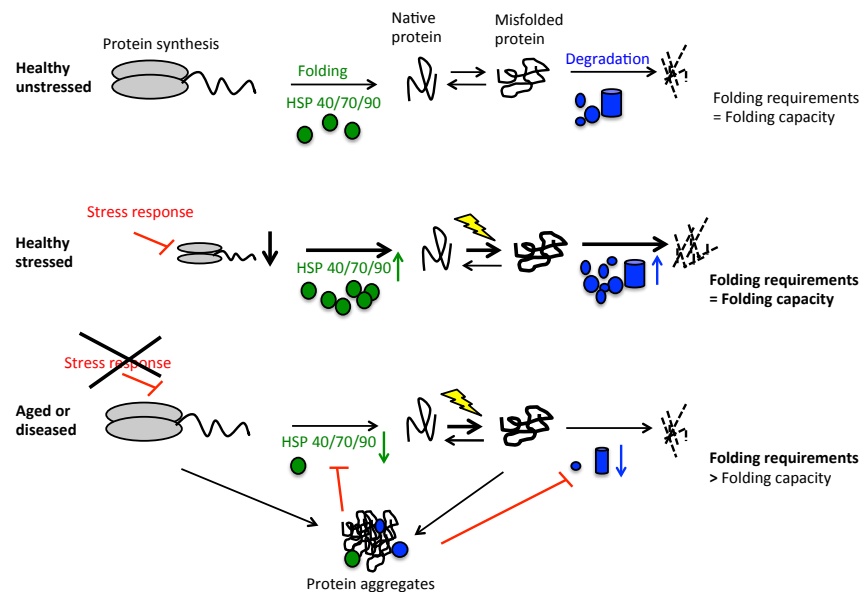 Protein synthesis
Native
protein
Misfolded
protein
Healthy
unstressed
Folding
HSP 40/70/90
Degradation
Folding requirements
= Folding capacity
Stress response
Healthy
stressed
HSP 40/70/90
Folding requirements
= Folding capacity
Stress response
Aged or
diseased
HSP 40/70/90
Folding requirements
> Folding capacity
Protein aggregates